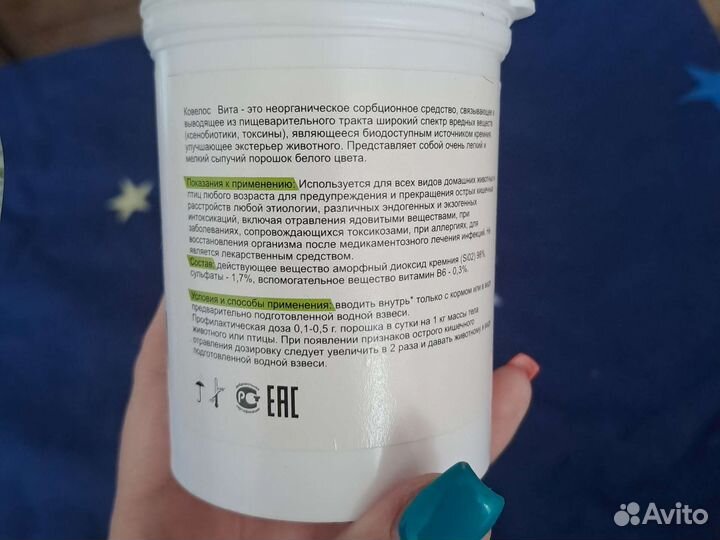 Ковелос Вита - это неорганическое сорбционное средство, связывающее и
выводящее из пищеварительного тракта широкий спектр вредных веществ
(ксенобиотики, токсины), являющееся биодоступным источником кремния,
улучшающее экстерьер животного. Представляет собой очень легкий и
мелкий сыпучий порошок белого цвета.
Показания к применению: Используется для всех видов домашних животных и
птиц любого возраста для предупреждения и прекращения острых кишечных
расстройств любой этиологии, различных эндогенных и экзогенных
интоксикаций, включая отравления ядовитыми веществами, при
заболеваниях, сопровождающихся токсикозами, при аллергиях, для
восстановления организма после медикаментозного лечения инфекций. Не
является лекарственным средством.
Состав: действующее вещество аморфный диоксид кремния (SiO2) 98%,
сульфаты - 1,7%, вспомогательное вещество витамин В6 - 0,3%.
Условия и способы применения: вводить внутрь* только с кормом или в виде
предварительно подготовленной водной взвеси.
Профилактическая доза 0,1-0,5 г. порошка в сутки на 1 кг массы тела
животного или птицы. При появлении признаков острого кишечного
отравления дозировку следует увеличить в 2 раза и давать животному в виде
подготовленной водной взвеси.
РСТ ЕАС
Avito